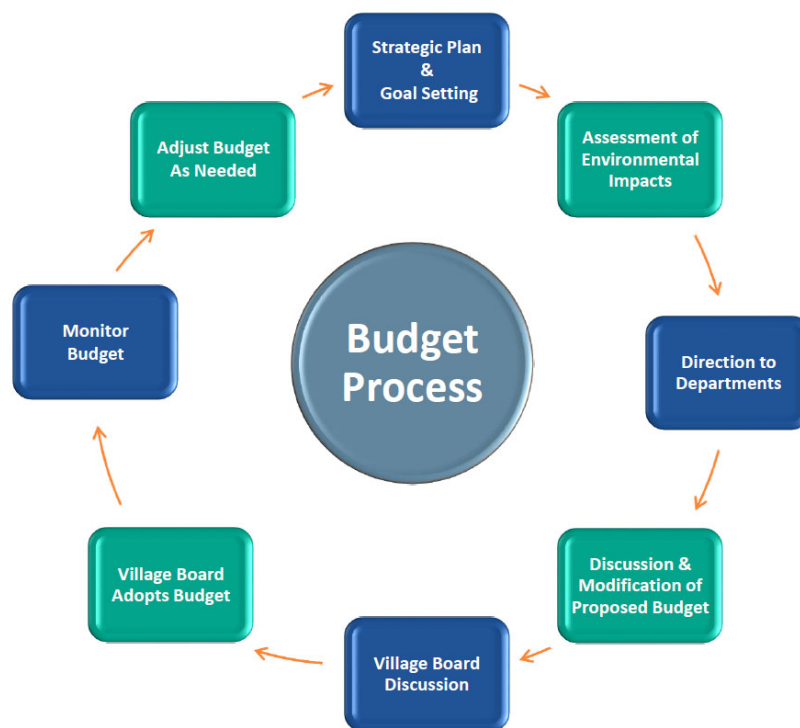 Strategic Plan
&
Goal Setting
Assessment of
Environmental
Impacts
Direction to
Departments
Discussion &
Modification of
Proposed Budget
Village Board
Discussion
Village Board
Adopts Budget
Monitor
Budget
Adjust Budget
As Needed
Budget
Process